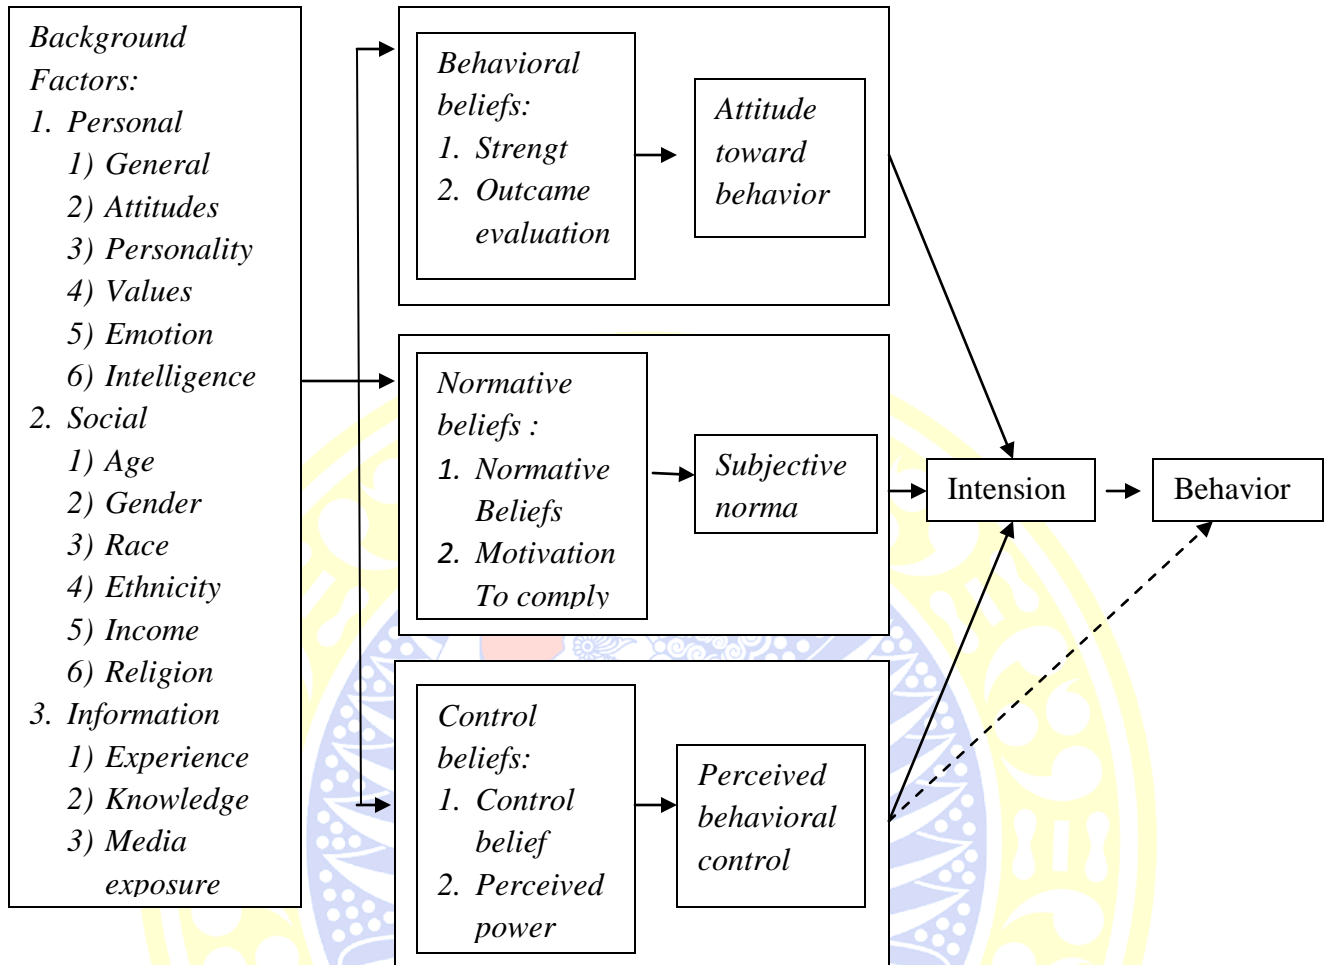 Background
Factors:
1. Personal
1) General
2) Attitudes
3) Personality
4) Values
5) Emotion
6) Intelligence
2. Social
1) Age
2) Gender
3) Race
4) Ethnicity
5) Income
6) Religion
3. Information
1) Experience
2) Knowledge
3) Media
exposure
Behavioral
beliefs:
1. Strengt
2. Outcame
evaluation
Attitude
toward
behavior
Normative
beliefs :
1. Normative
Beliefs
2. Motivation
To comply
Subjective
norma
Control
beliefs:
1. Control
belief
2. Perceived
power
Perceived
behavioral
control
Intension
Behavior